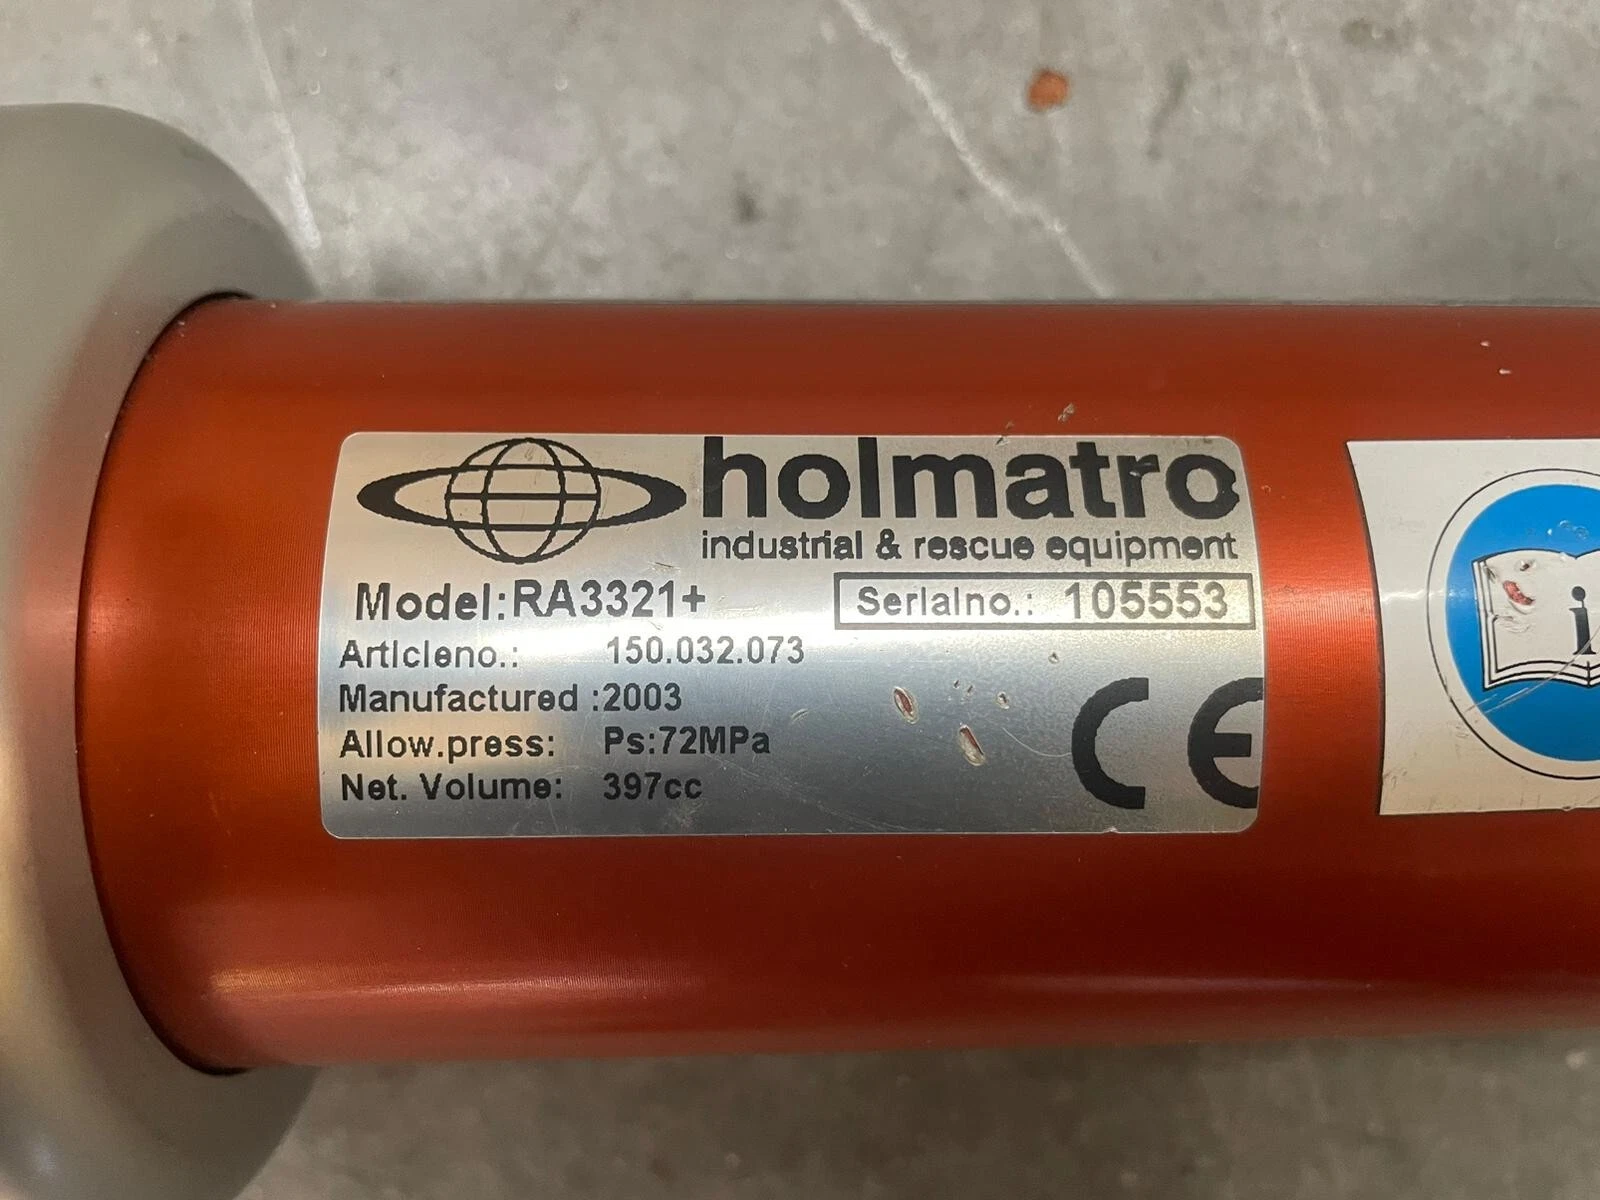 holmatro
industrial & rescue equipment
Model:RA3321+
Serialno.: 105553
Articleno.: 150.032.073
Manufactured :2003
Allow.press: Ps:72MPa
Net. Volume: 397cc
CE
i